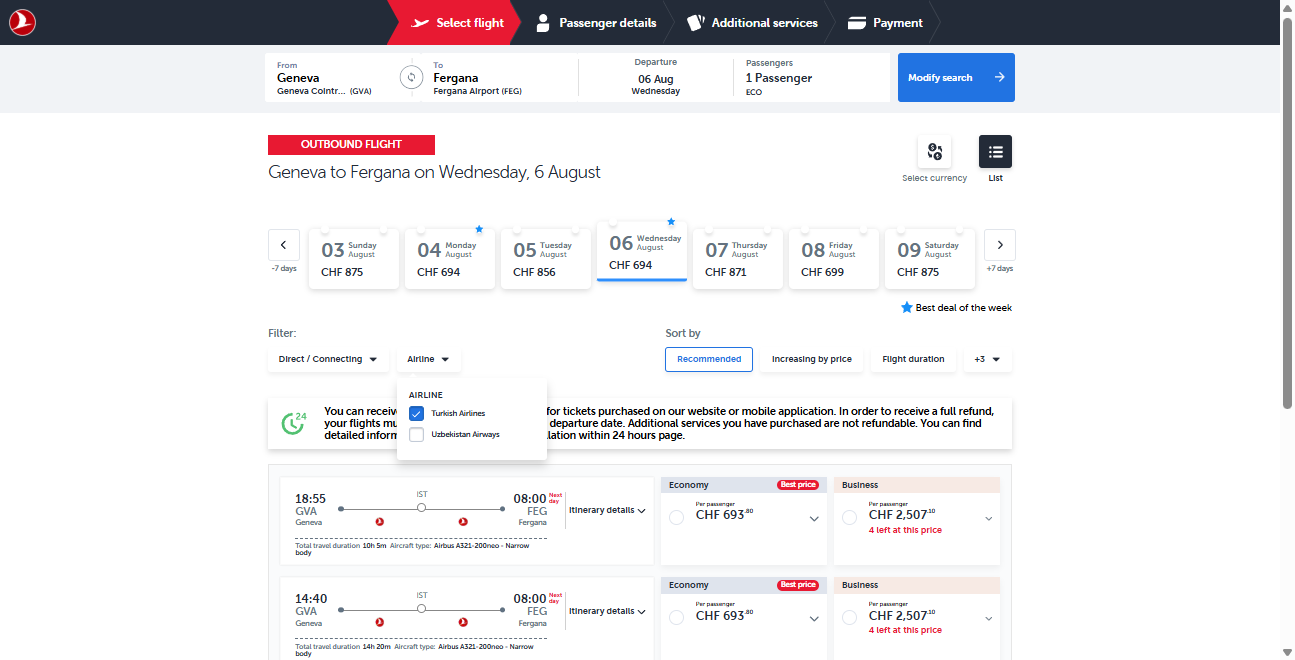 Select flight
Passenger details
Additional services
Payment
From
Geneva
Geneva Cointr... (GVA)
To
Fergana
Fergana Airport (FEG)
Departure
06 Aug
Wednesday
Passengers
1 Passenger
ECO
Modify search
OUTBOUND FLIGHT
Geneva to Fergana on Wednesday, 6 August
Select currency
List
-7 days
03 Sunday August
CHF 875
04 Monday August
CHF 694
05 Tuesday August
CHF 856
06 Wednesday August
CHF 694
07 Thursday August
CHF 871
08 Friday August
CHF 699
09 Saturday August
CHF 875
+7 days
Best deal of the week
Filter:
Direct / Connecting
Airline
Sort by
Recommended
Increasing by price
Flight duration
+3
AIRLINE
Turkish Airlines
Uzbekistan Airways
24
You can receiv for tickets purchased on our website or mobile application. In order to receive a full refund,
your flights mu departure date. Additional services you have purchased are not refundable. You can find
detailed inform llation within 24 hours page.
18:55
GVA
Geneva
IST
08:00 Next day
FEG
Fergana
Itinerary details
Total travel duration 10h 5m Aircraft type: Airbus A321-200neo - Narrow
body
Economy
Best price
Per passenger
CHF 693.80
Business
Per passenger
CHF 2,507.10
4 left at this price
14:40
GVA
Geneva
IST
08:00 Next day
FEG
Fergana
Itinerary details
Total travel duration 14h 20m Aircraft type: Airbus A321-200neo - Narrow
body
Economy
Best price
Per passenger
CHF 693.80
Business
Per passenger
CHF 2,507.10
4 left at this price